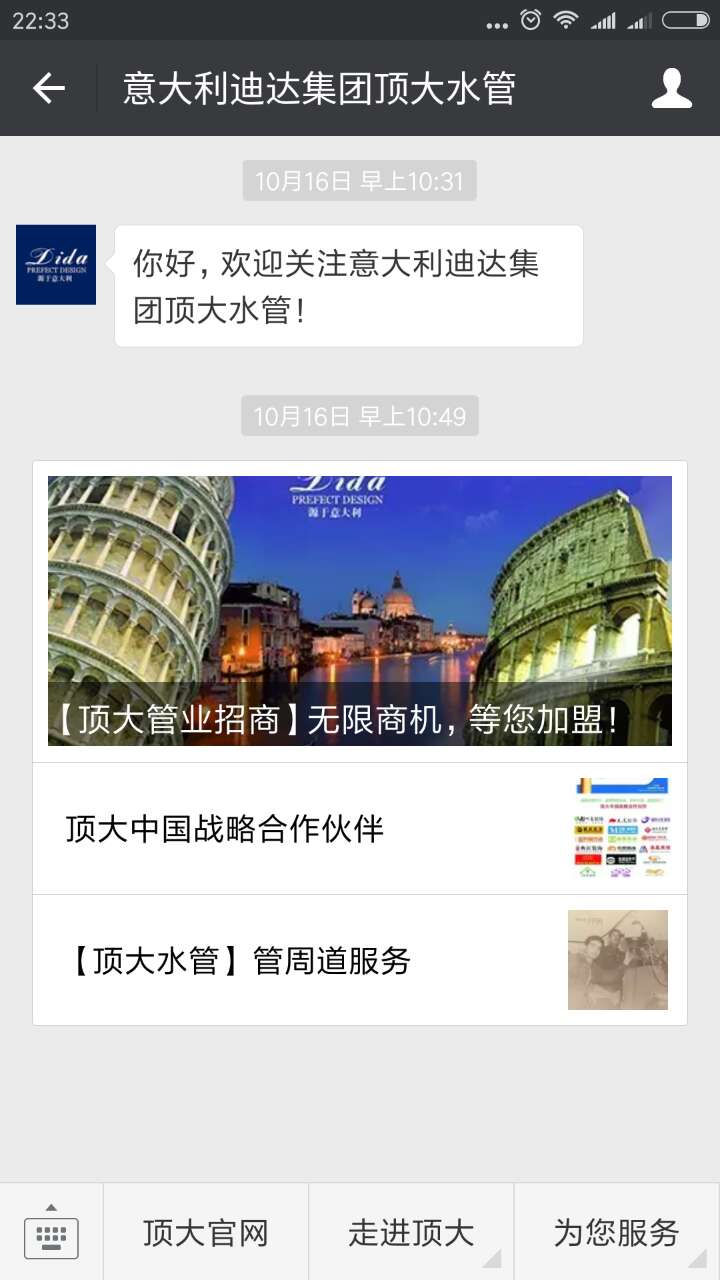 22:33
意大利迪达集团顶大水管
10月16日 早上10:31
Dida
PREFECT DESIGN
源于意大利
你好，欢迎关注意大利迪达集
团顶大水管！
10月16日 早上10:49
Dida
PREFECT DESIGN
源于意大利
【顶大管业招商】无限商机，等您加盟！
顶大中国战略合作伙伴
【顶大水管】管周道服务
顶大官网
走进顶大
为您服务